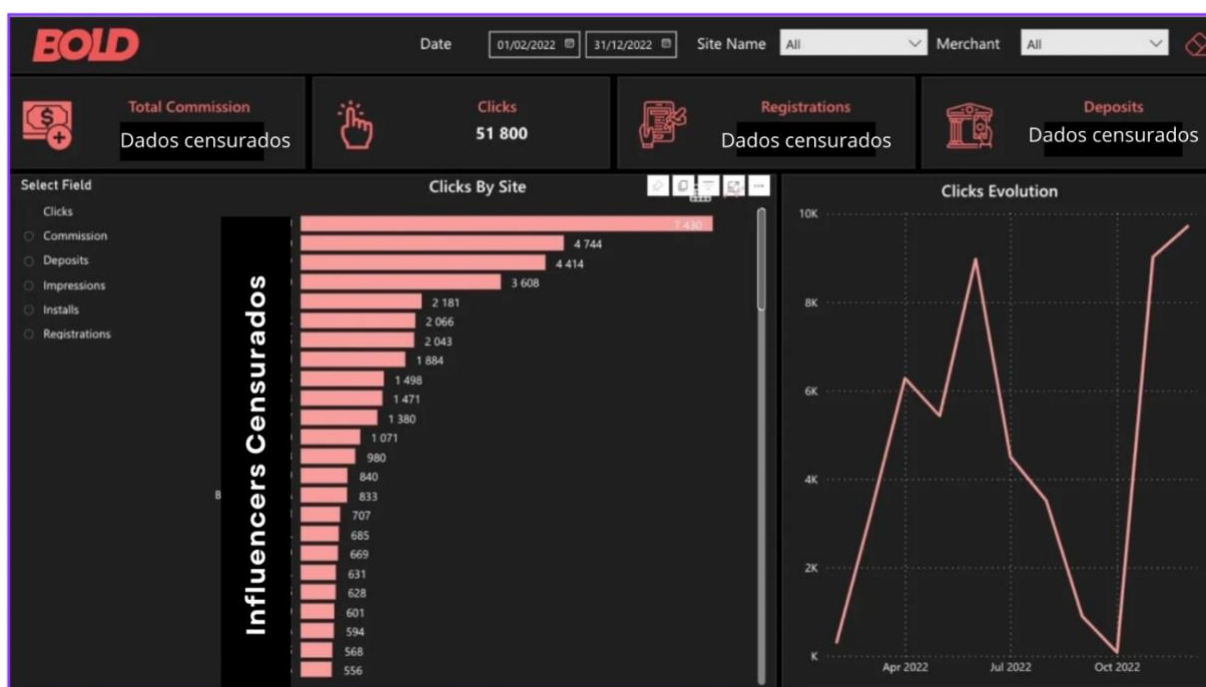 BOLD
Date 01/02/2022 31/12/2022 Site Name All Merchant All
Total Commission
Dados censurados
Clicks
51 800
Registrations
Dados censurados
Deposits
Dados censurados
Select Field
Clicks
Commission
Deposits
Impressions
Installs
Registrations
Clicks By Site
Influencers Censurados
B
7 430
4 744
4 414
3 608
2 181
2 066
2 043
1 884
1 498
1 471
1 380
1 071
980
840
833
707
685
669
631
628
601
594
568
556
Clicks Evolution
10K
8K
6K
4K
2K
K
Apr 2022 Jul 2022 Oct 2022